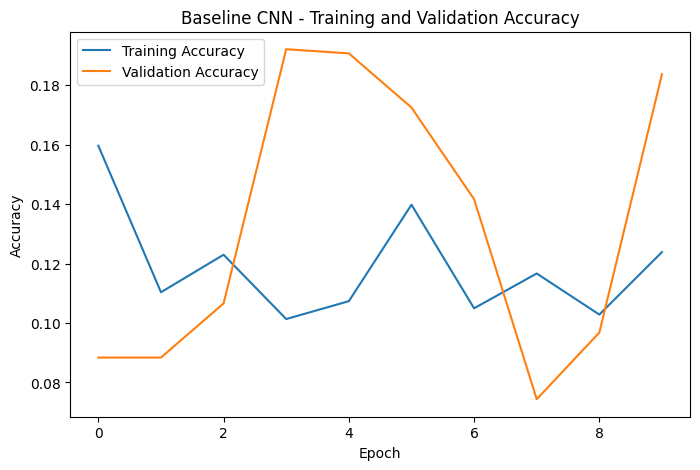 Baseline CNN - Training and Validation Accuracy
Training Accuracy
Validation Accuracy
0.18
0.16
0.14
0.12
0.10
0.08
Accuracy
0 2 4 6 8
Epoch